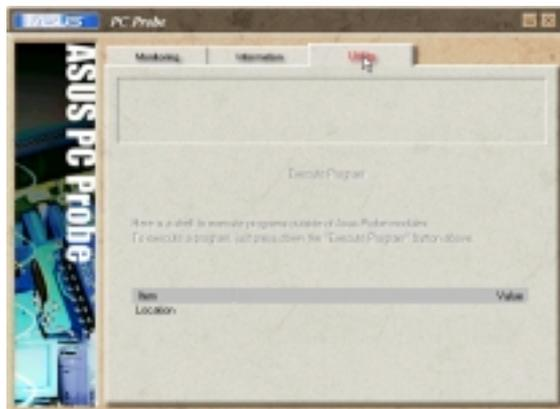 ASUS PC Probe
Monitoring Information Utility
ASUS PC Probe
Execute Program
Here is a shell to execute programs outside of Asus Probe modules.
To execute a program, just press down the "Execute Program" button above.
Item Value
Location